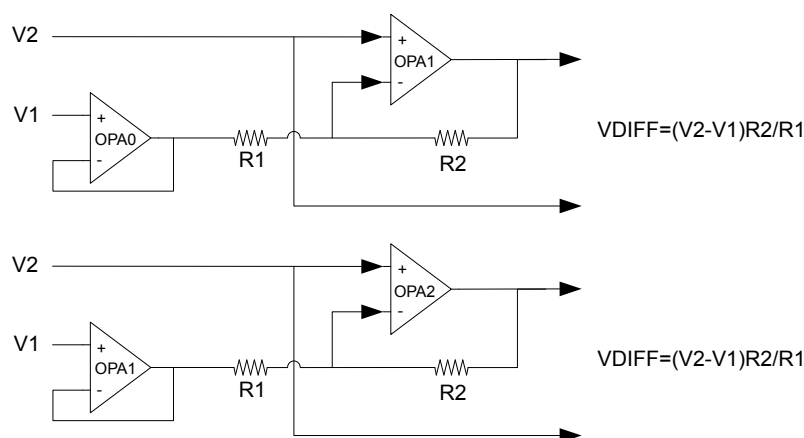 V2
+
OPA1
-
V1
+
OPA0
-
VDIFF=(V2-V1)R2/R1
R1
R2
V2
+
OPA2
-
V1
+
OPA1
-
VDIFF=(V2-V1)R2/R1
R1
R2